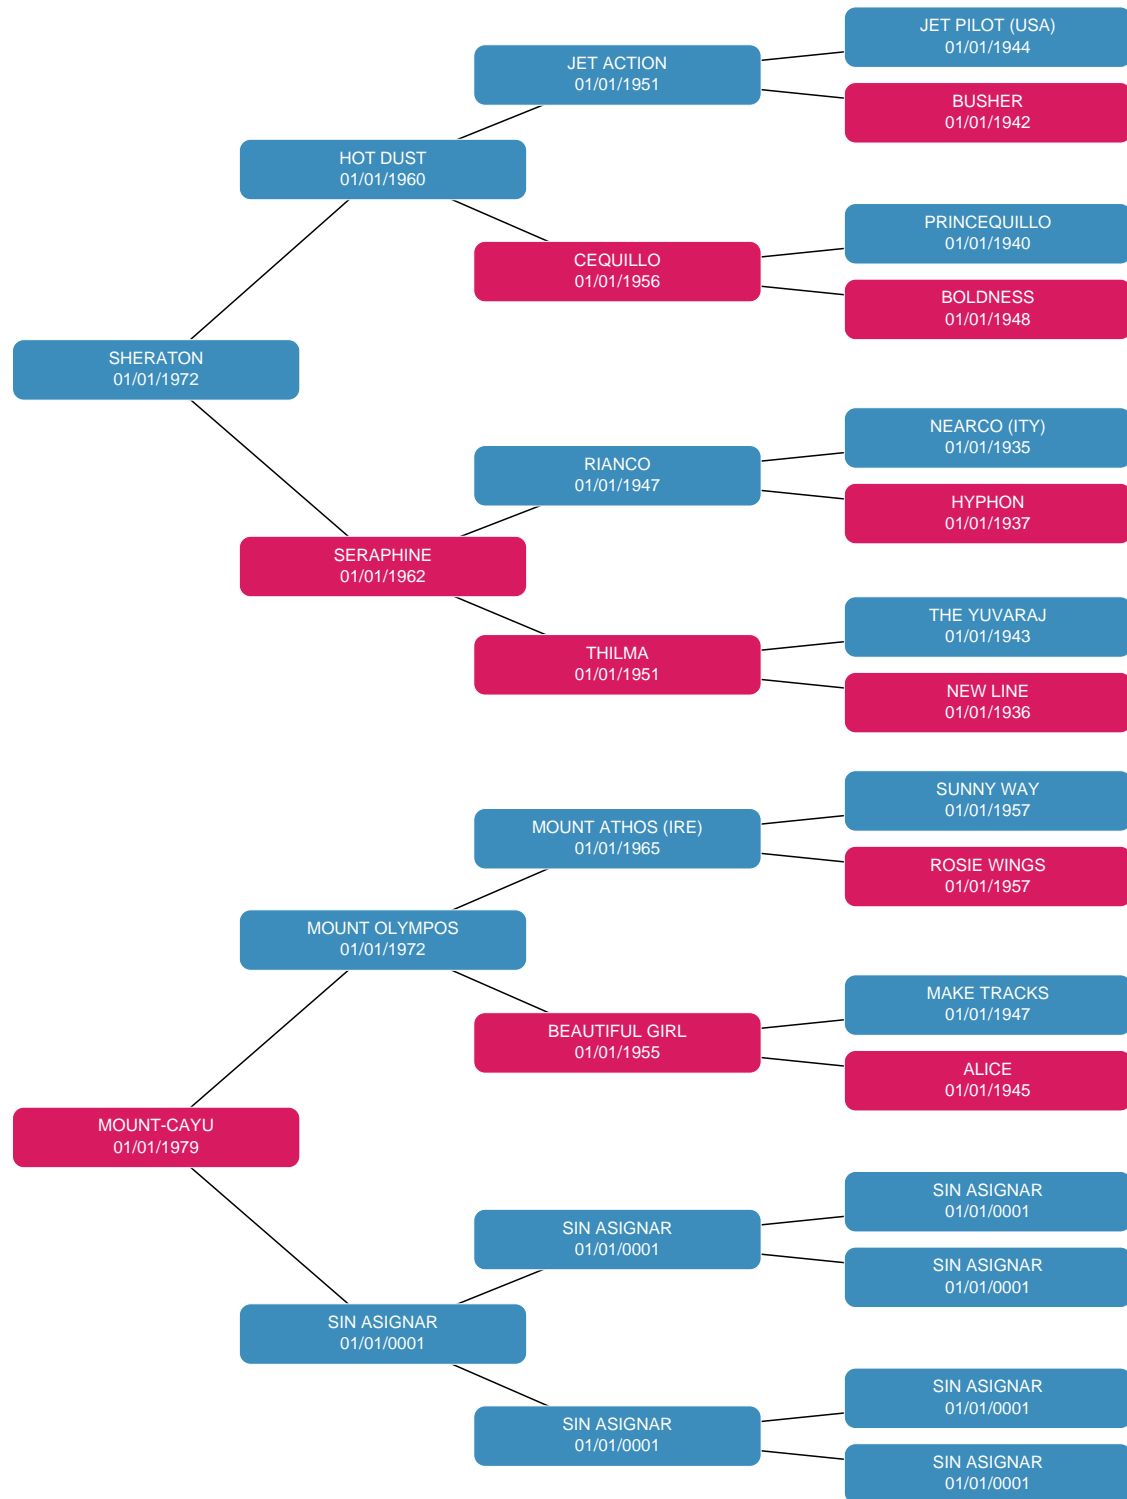 JET PILOT (USA)
01/01/1944
JET ACTION
01/01/1951
BUSHER
01/01/1942
HOT DUST
01/01/1960
PRINCEQUILLO
01/01/1940
CEQUILLO
01/01/1956
BOLDNESS
01/01/1948
SHERATON
01/01/1972
NEARCO (ITY)
01/01/1935
RIANCO
01/01/1947
HYPHON
01/01/1937
SERAPHINE
01/01/1962
THE YUVARAJ
01/01/1943
THILMA
01/01/1951
NEW LINE
01/01/1936
SUNNY WAY
01/01/1957
MOUNT ATHOS (IRE)
01/01/1965
ROSIE WINGS
01/01/1957
MOUNT OLYMPOS
01/01/1972
MAKE TRACKS
01/01/1947
BEAUTIFUL GIRL
01/01/1955
ALICE
01/01/1945
MOUNT-CAYU
01/01/1979
SIN ASIGNAR
01/01/0001
SIN ASIGNAR
01/01/0001
SIN ASIGNAR
01/01/0001
SIN ASIGNAR
01/01/0001
SIN ASIGNAR
01/01/0001
SIN ASIGNAR
01/01/0001
SIN ASIGNAR
01/01/0001